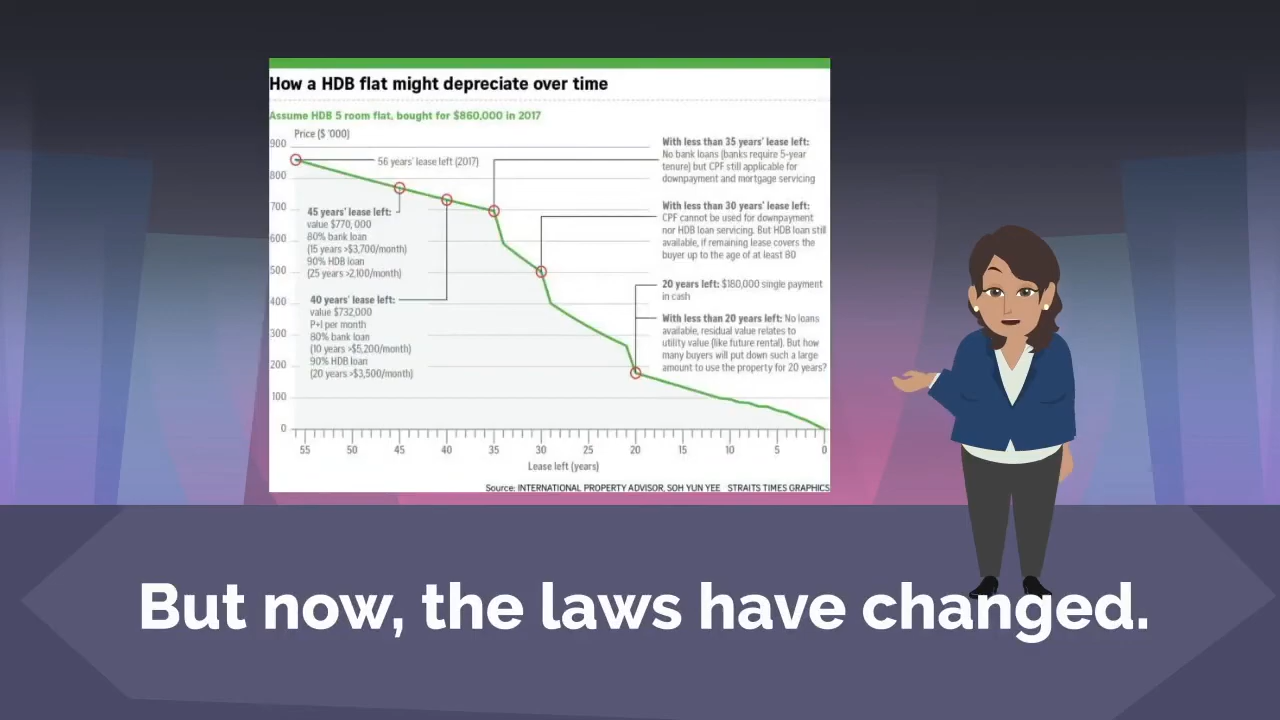 How a HDB flat might depreciate over time
Assume HDB 5 room flat, bought for $860,000 in 2017
Price ($ '000)
900
800
700
600
500
400
300
200
100
0
55
50
45
40
35
30
25
20
15
10
5
0
Lease left (years)
56 years' lease left (2017)
45 years' lease left:
value $770, 000
80% bank loan
(15 years >$3,700/month)
90% HDB loan
(25 years >2,100/month)
40 years' lease left:
value $732,000
P+I per month
80% bank loan
(10 years >$5,200/month)
90% HDB loan
(20 years >$3,500/month)
With less than 35 years' lease left:
No bank loans (banks require 5-year
tenure) but CPF still applicable for
downpayment and mortgage servicing
With less than 30 years' lease left:
CPF cannot be used for downpayment
nor HDB loan servicing. But HDB loan still
available, if remaining lease covers the
buyer up to the age of at least 80
20 years left: $180,000 single payment
in cash
With less than 20 years left: No loans
available, residual value relates to
utility value (like future rental). But how
many buyers will put down such a large
amount to use the property for 20 years?
Source: INTERNATIONAL PROPERTY ADVISOR, SOH YUN YEE STRAITS TIMES GRAPHICS
But now, the laws have changed.